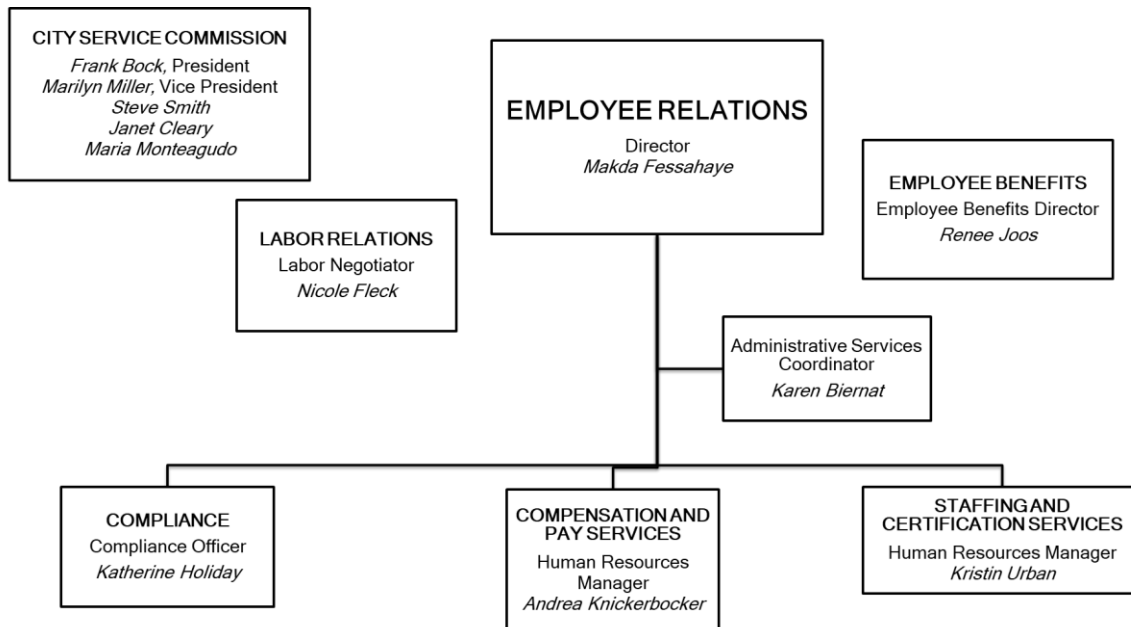 CITY SERVICE COMMISSION
Frank Bock, President
Marilyn Miller, Vice President
Steve Smith
Janet Cleary
Maria Monteagudo
EMPLOYEE RELATIONS
Director
Makda Fessahaye
EMPLOYEE BENEFITS
Employee Benefits Director
Renee Joos
LABOR RELATIONS
Labor Negotiator
Nicole Fleck
Administrative Services
Coordinator
Karen Biernat
COMPLIANCE
Compliance Officer
Katherine Holiday
COMPENSATION AND
PAY SERVICES
Human Resources
Manager
Andrea Knickerbocker
STAFFING AND
CERTIFICATION SERVICES
Human Resources Manager
Kristin Urban